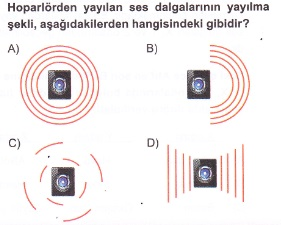 Hoparlörden yayılan ses dalgalarının yayılma
şekli, aşağıdakilerden hangisindeki gibidir?
A)
B)
C)
D)